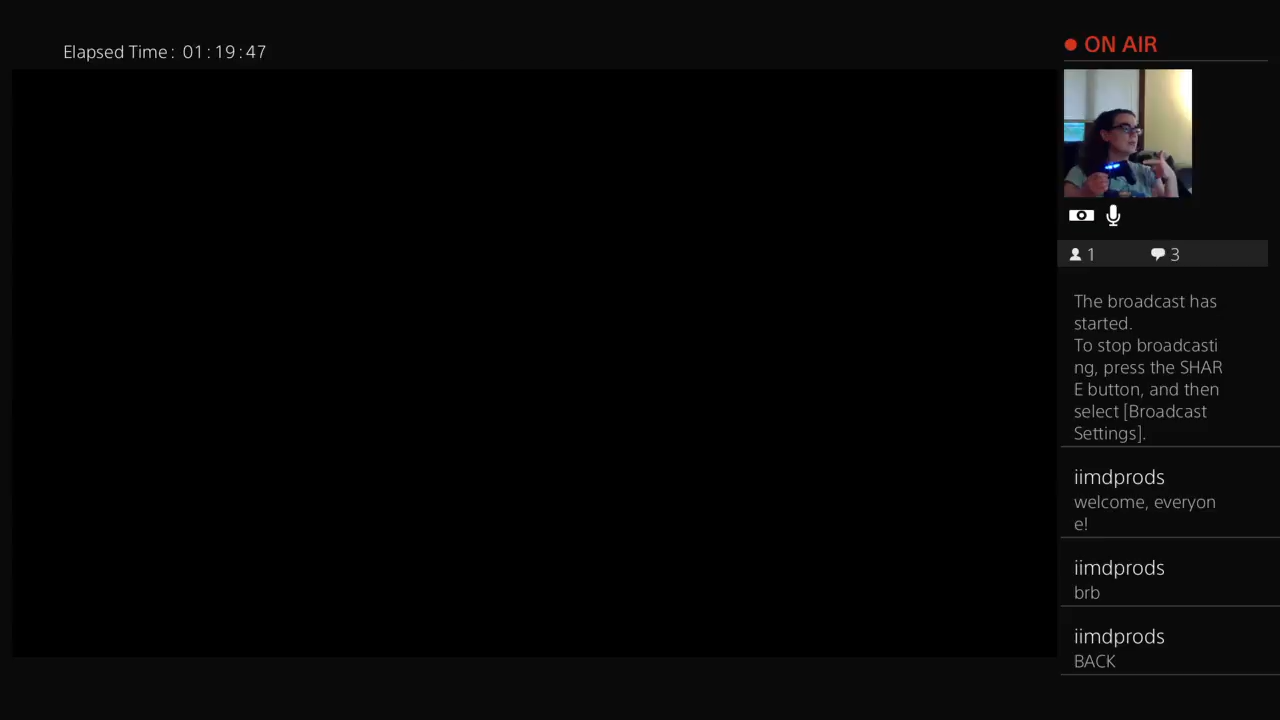 Elapsed Time: 01:19:47
ON AIR
1 3
The broadcast has
started.
To stop broadcasti
ng, press the SHAR
E button, and then
select [Broadcast
Settings].
iimdprods
welcome, everyon
e!
iimdprods
brb
iimdprods
BACK